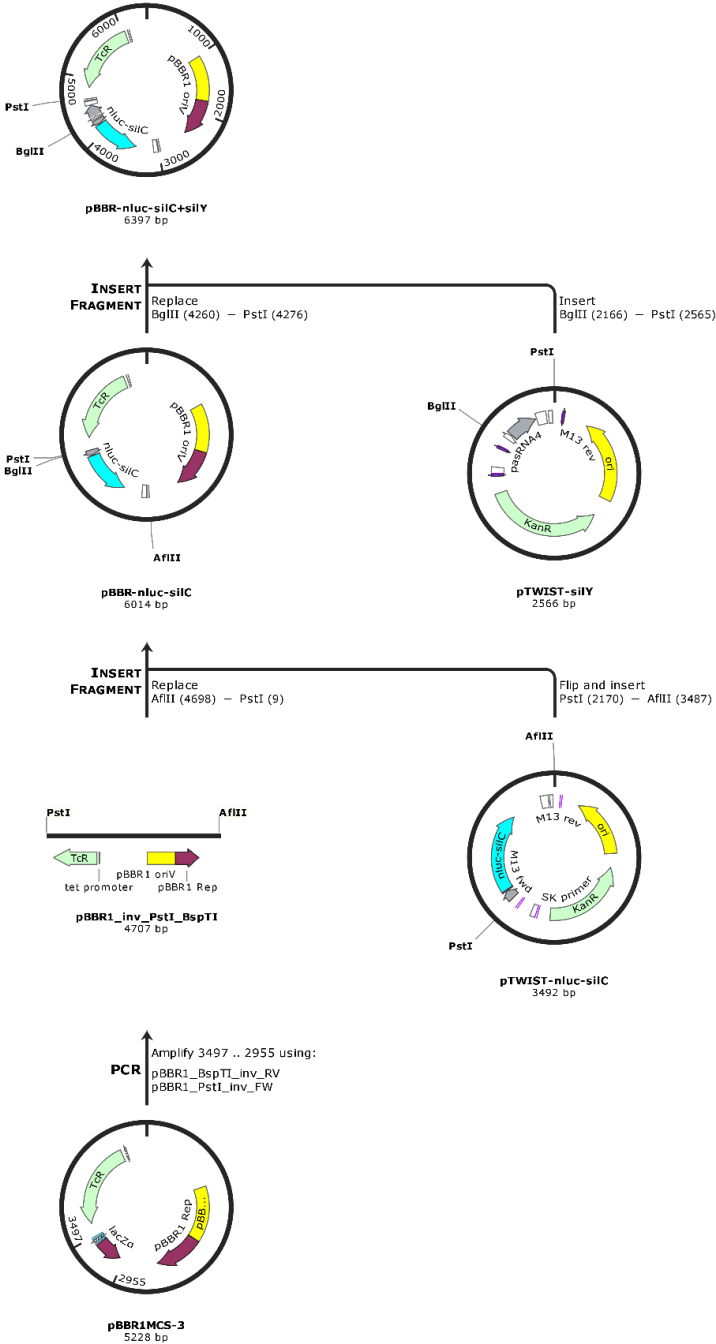 6000
1000
TcR
pBBR1 oriV
5000
2000
PstI
nluc-silC
BglII
4000
3000
pBBR-nluc-silC+silY
6397 bp
INSERT
FRAGMENT
Replace
BglII (4260) – PstI (4276)
Insert
BglII (2166) – PstI (2565)
TcR
pBBR1 oriV
PstI
BglII
nluc-silC
AflII
pBBR-nluc-silC
6014 bp
PstI
BglII
pasRNA4
M13 rev
ori
KanR
pTWIST-silY
2566 bp
INSERT
FRAGMENT
Replace
AflII (4698) – PstI (9)
Flip and insert
PstI (2170) – AflII (3487)
PstI
AflII
TcR
pBBR1 oriV
tet promoter
pBBR1 Rep
pBBR1_inv_PstI_BspTI
4707 bp
AflII
M13 rev
ori
nluc-silC
M13 fwd
SK primer
KanR
PstI
pTWIST-nluc-silC
3492 bp
PCR
Amplify 3497 .. 2955 using:
pBBR1_BspTI_inv_RV
pBBR1_PstI_inv_FW
TcR
pBBR1 Rep
pBB...
3497
lacZα
2955
pBBR1MCS-3
5228 bp